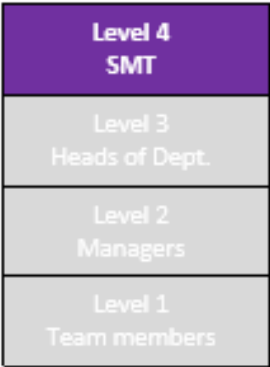 Level 4
SMT
Level 3
Heads of Dept.
Level 2
Managers
Level 1
Team members